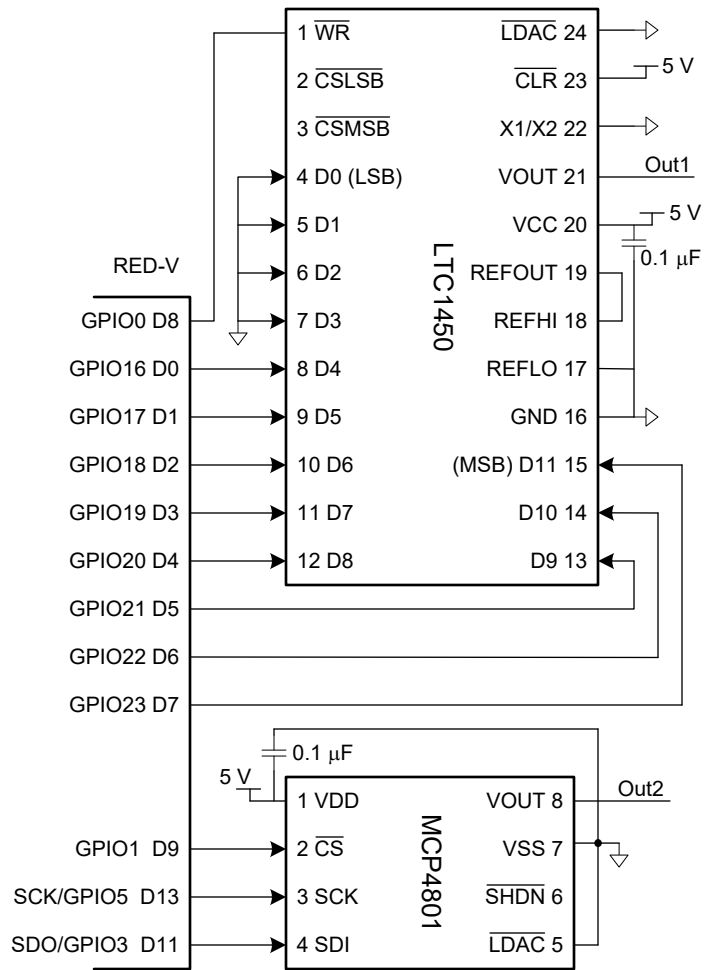 1 WR
2 CSLSB
3 CSMSB
4 D0 (LSB)
5 D1
6 D2
7 D3
8 D4
9 D5
10 D6
11 D7
12 D8
LTC1450
LDAC 24
CLR 23
5 V
X1/X2 22
VOUT 21
Out1
VCC 20
5 V
0.1 μF
REFOUT 19
REFHI 18
REFLO 17
GND 16
(MSB) D11 15
D10 14
D9 13
RED-V
GPIO0 D8
GPIO16 D0
GPIO17 D1
GPIO18 D2
GPIO19 D3
GPIO20 D4
GPIO21 D5
GPIO22 D6
GPIO23 D7
GPIO1 D9
SCK/GPIO5 D13
SDO/GPIO3 D11
0.1 μF
5 V
1 VDD
2 CS
3 SCK
4 SDI
MCP4801
VOUT 8
Out2
VSS 7
SHDN 6
LDAC 5